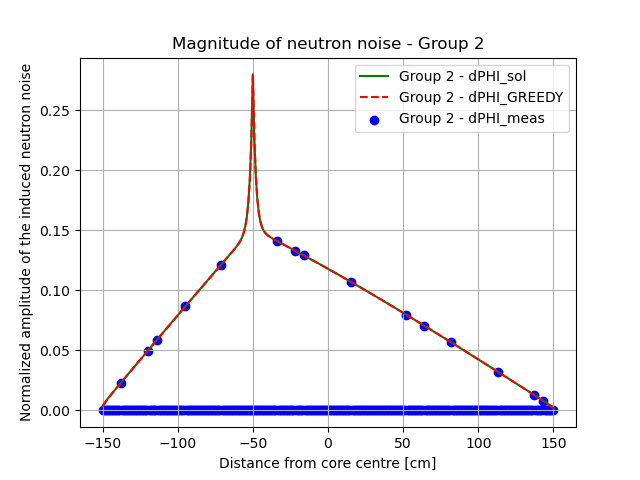 Magnitude of neutron noise - Group 2
Group 2 - dPHI_sol
Group 2 - dPHI_GREEDY
Group 2 - dPHI_meas
Normalized amplitude of the induced neutron noise
0.25
0.20
0.15
0.10
0.05
0.00
−150 −100 −50 0 50 100 150
Distance from core centre [cm]